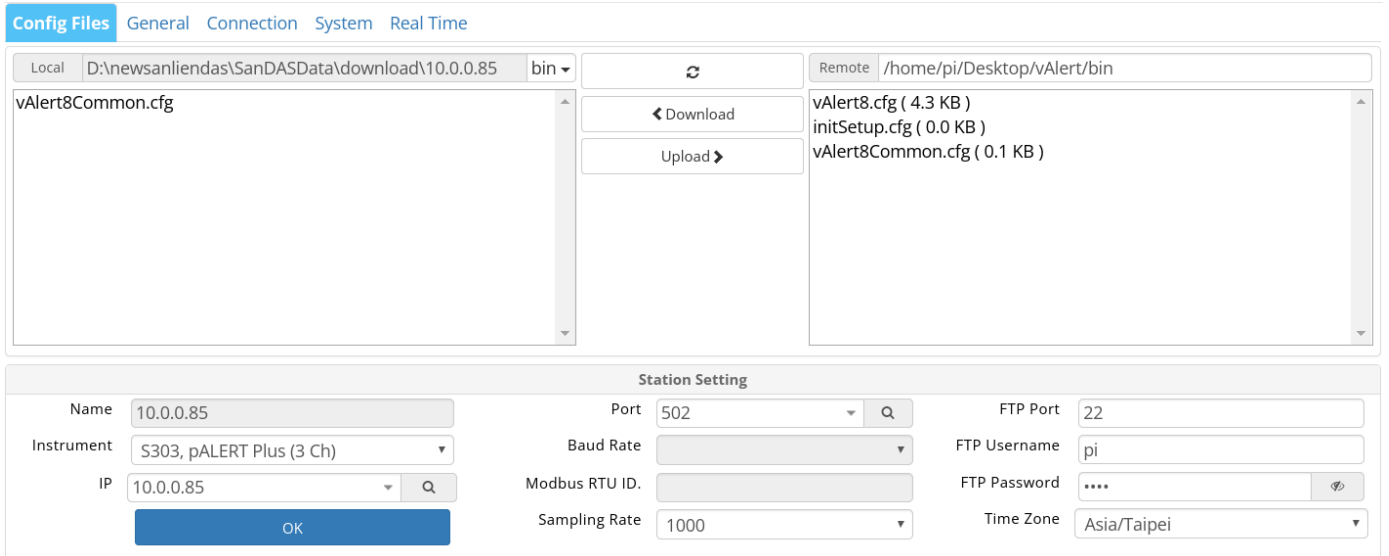 Config Files General Connection System Real Time
Local D:\newsanliendas\SanDASData\download\10.0.0.85 bin
Remote /home/pi/Desktop/vAlert/bin
vAlert8Common.cfg
Download
Upload
vAlert8.cfg ( 4.3 KB )
initSetup.cfg ( 0.0 KB )
vAlert8Common.cfg ( 0.1 KB )
Station Setting
Name 10.0.0.85
Port 502
FTP Port 22
Instrument S303, pALERT Plus (3 Ch)
Baud Rate
FTP Username pi
IP 10.0.0.85
Modbus RTU ID.
FTP Password ••••
OK
Sampling Rate 1000
Time Zone Asia/Taipei